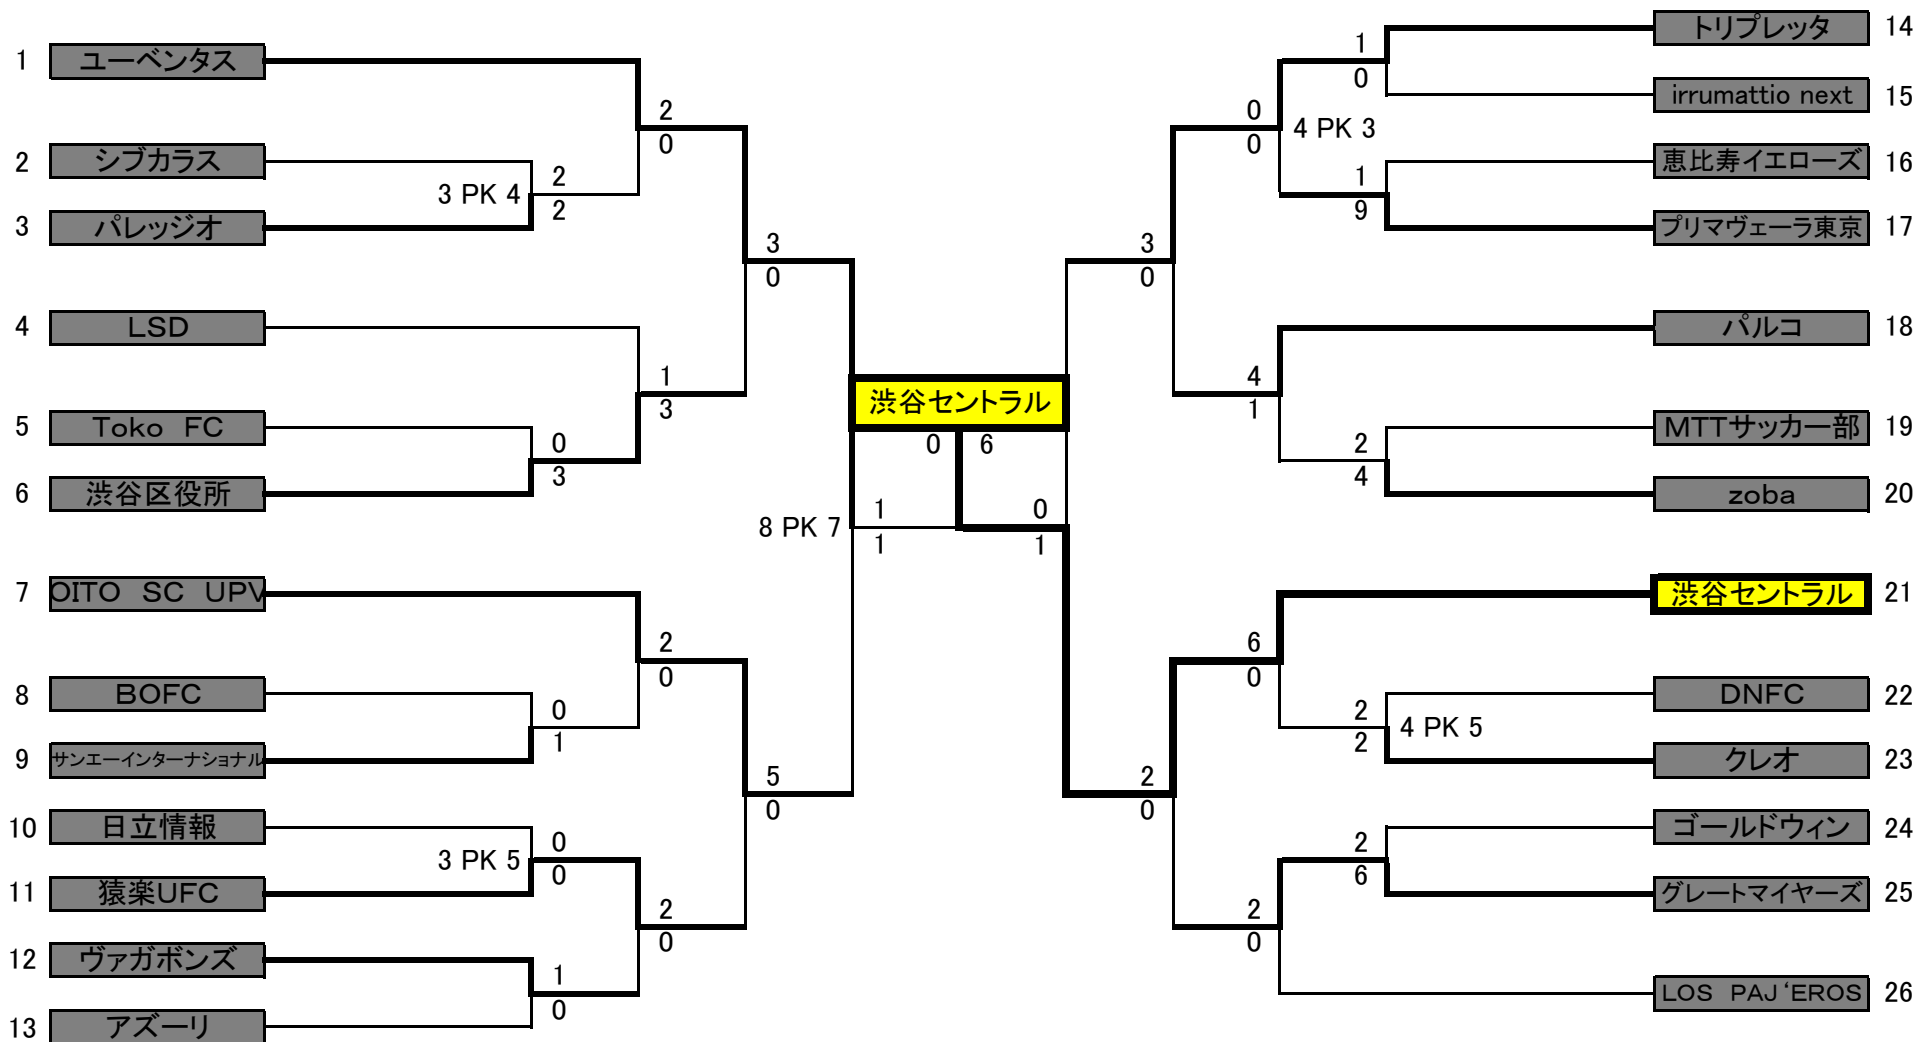 1 ユーベンタス
2 シブカラス
3 パレッジオ
3 PK 4
2
2
2
0
4 LSD
5 Toko FC
6 渋谷区役所
0
3
1
3
3
0
7 OITO SC UPV
8 BOFC
9 サンエーインターナショナル
0
1
2
0
10 日立情報
11 猿楽UFC
3 PK 5
0
0
12 ヴァガボンズ
13 アズーリ
1
0
2
0
5
0
8 PK 7
1
1
渋谷セントラル
0 6
0
1
トリプレッタ 14
irrumattio next 15
1
0
恵比寿イエローズ 16
プリマヴェーラ東京 17
1
9
0
0
4 PK 3
パルコ 18
MTTサッカー部 19
zoba 20
2
4
4
1
3
0
渋谷セントラル 21
DNFC 22
クレオ 23
2
2
4 PK 5
6
0
ゴールドウィン 24
グレートマイヤーズ 25
2
6
LOS PAJ‘EROS 26
2
0
2
0